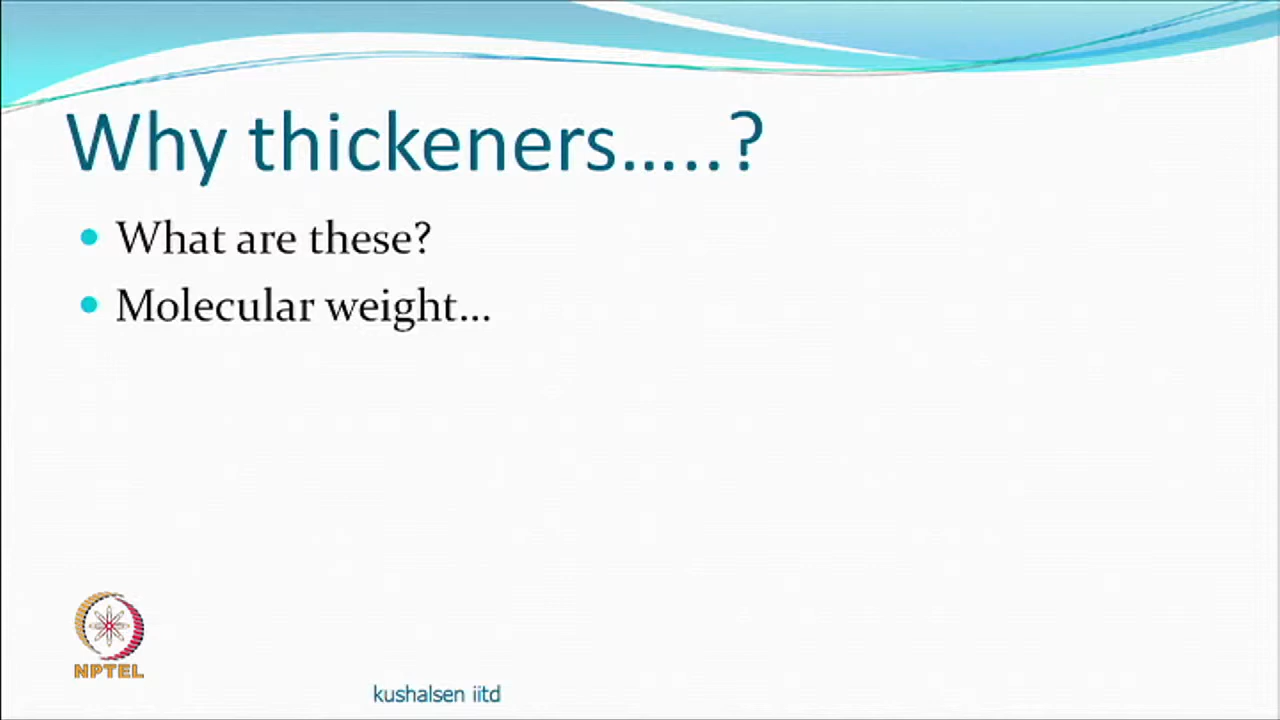 Why thickeners.....?
What are these?
Molecular weight...
NPTEL
kushalsen iitd